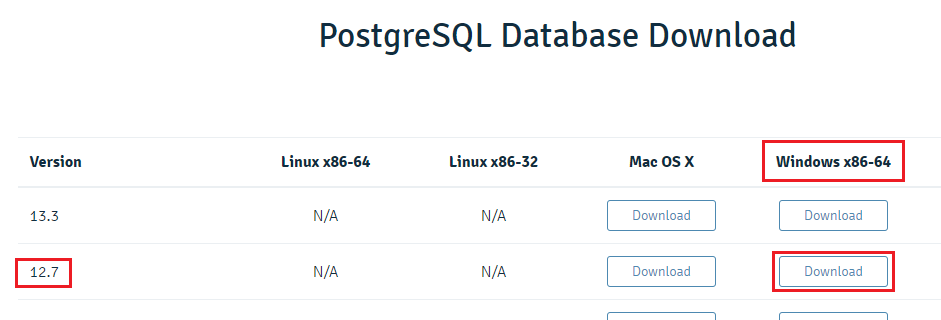 PostgreSQL Database Download
Version Linux x86-64 Linux x86-32 Mac OS X Windows x86-64
13.3 N/A N/A Download Download
12.7 N/A N/A Download Download